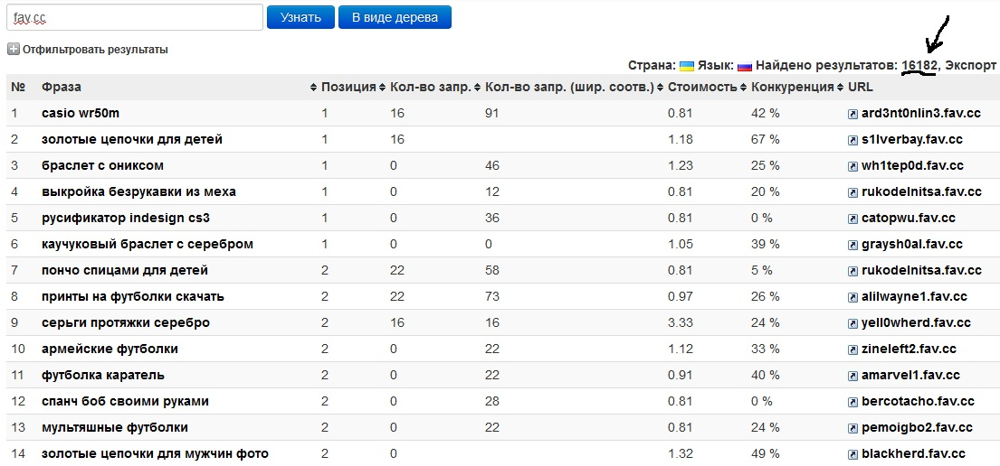 fav.cc Узнать В виде дерева
Отфильтровать результаты
Страна: Язык: Найдено результатов: 16182, Экспорт
№ Фраза Позиция Кол-во запр. Кол-во запр. (шир. соотв.) Стоимость Конкуренция URL
1 casio wr50m 1 16 91 0.81 42 % ard3nt0nlin3.fav.cc
2 золотые цепочки для детей 1 16 1.18 67 % s1lverbay.fav.cc
3 браслет с ониксом 1 0 46 1.23 25 % wh1tep0d.fav.cc
4 выкройка безрукавки из меха 1 0 12 0.81 20 % rukodelnitsa.fav.cc
5 русификатор indesign cs3 1 0 36 0.81 0 % catopwu.fav.cc
6 каучуковый браслет с серебром 1 0 0 1.05 39 % graysh0al.fav.cc
7 пончо спицами для детей 2 22 58 0.81 5 % rukodelnitsa.fav.cc
8 принты на футболки скачать 2 22 73 0.97 26 % alilwayne1.fav.cc
9 серьги протяжки серебро 2 16 16 3.33 24 % yell0wherd.fav.cc
10 армейские футболки 2 0 22 1.12 33 % zineleft2.fav.cc
11 футболка каратель 2 0 22 0.91 40 % amarvel1.fav.cc
12 спанч боб своими руками 2 0 28 0.81 0 % bercotacho.fav.cc
13 мультяшные футболки 2 0 22 0.81 24 % pemoigbo2.fav.cc
14 золотые цепочки для мужчин фото 2 0 1.32 49 % blackherd.fav.cc